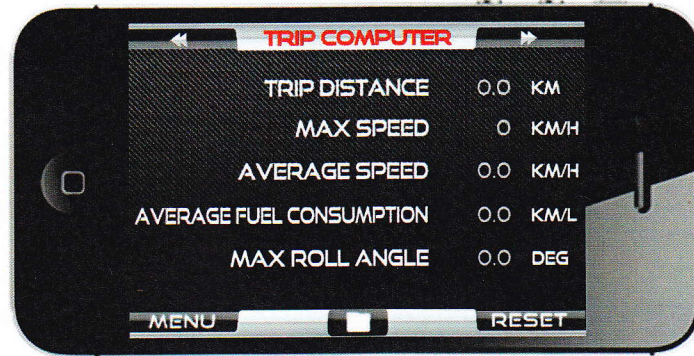 TRIP COMPUTER
TRIP DISTANCE 0.0 KM
MAX SPEED 0 KM/H
AVERAGE SPEED 0.0 KM/H
AVERAGE FUEL CONSUMPTION 0.0 KM/L
MAX ROLL ANGLE 0.0 DEG
MENU RESET